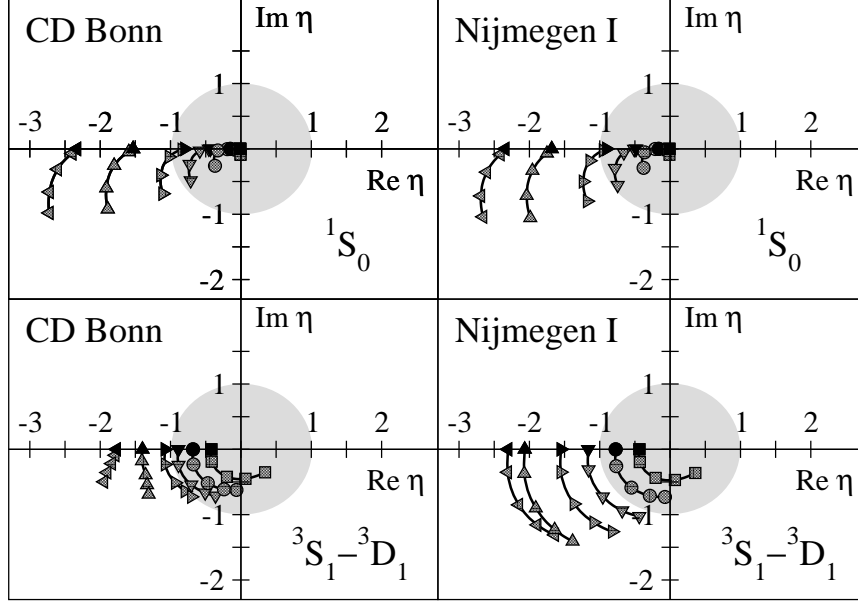 CD Bonn Im η
1
-3 -2 -1 1 2
Re η
-1
¹S₀
-2
Nijmegen I Im η
1
-3 -2 -1 1 2
Re η
-1
¹S₀
-2
CD Bonn Im η
1
-3 -2 -1 1 2
Re η
-1
³S₁−³D₁
-2
Nijmegen I Im η
1
-3 -2 -1 1 2
Re η
-1
³S₁−³D₁
-2